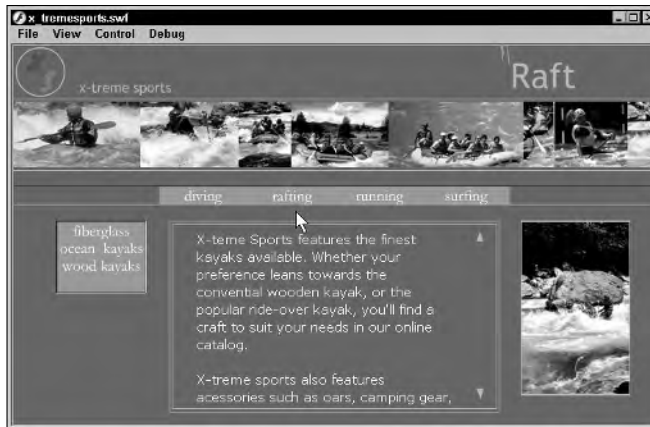 x_tremesports.swf
File View Control Debug
x-treme sports
Raft
diving rafting running surfing
fiberglass
ocean kayaks
wood kayaks
X-teme Sports features the finest
kayaks available. Whether your
preference leans towards the
convential wooden kayak, or the
popular ride-over kayak, you'll find a
craft to suit your needs in our online
catalog.
X-treme sports also features
acessories such as oars, camping gear,